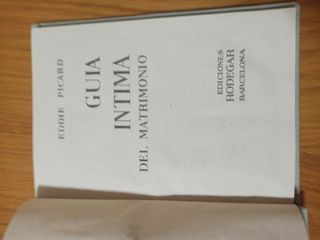 EDDIE PICARD
GUIA
INTIMA
DEL MATRIMONIO
EDICIONES
RODEGAR
BARCELONA